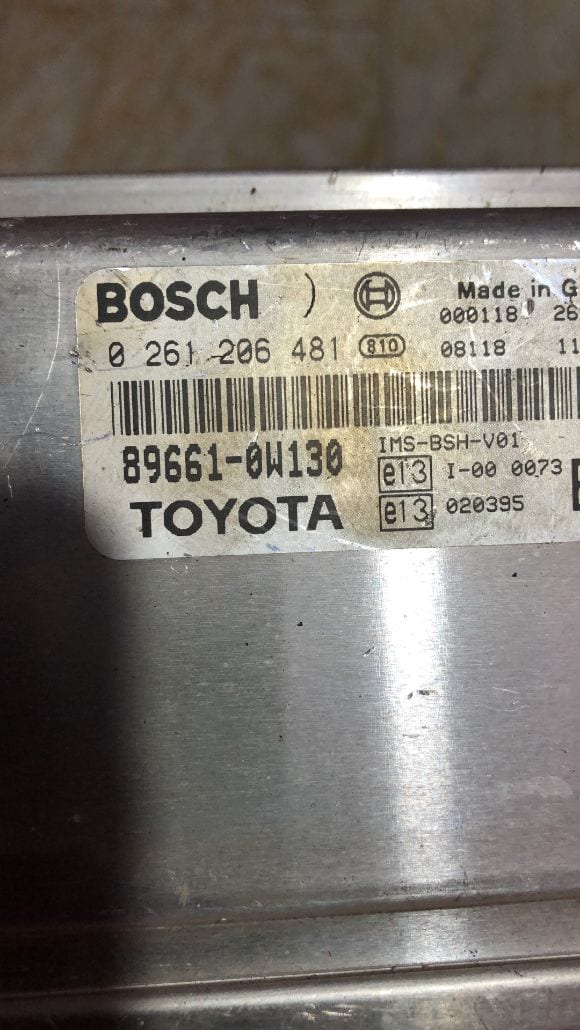 BOSCH ) Made in G
000118 26
0 261 206 481 810 08118 11
IMS-BSH-V01
89661-0W130 e13 I-00 0073
TOYOTA e13 020395